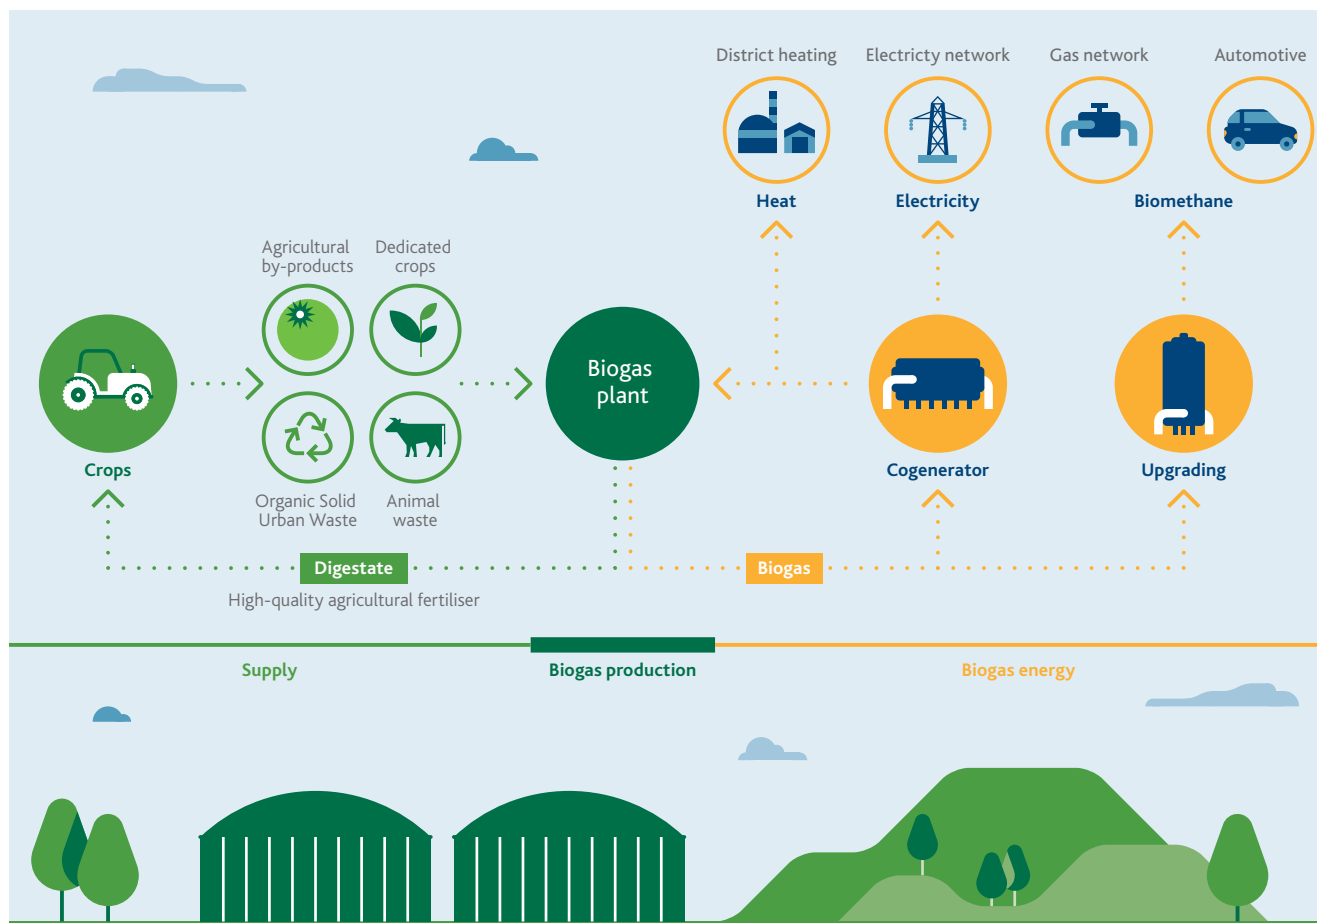 District heating
Electricty network
Gas network
Automotive
Heat
Electricity
Biomethane
Agricultural
by-products
Dedicated
crops
Biogas
plant
Crops
Cogenerator
Upgrading
Organic Solid
Urban Waste
Animal
waste
Digestate
Biogas
High-quality agricultural fertiliser
Supply
Biogas production
Biogas energy